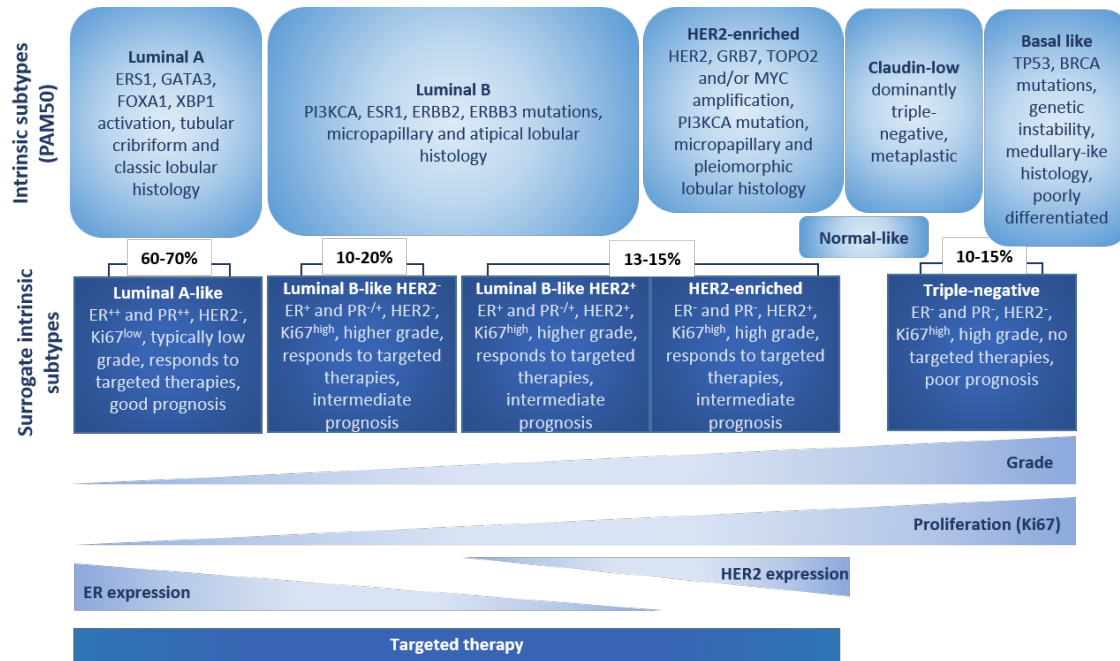 Intrinsic subtypes
(PAM50)
Luminal A
ERS1, GATA3,
FOXA1, XBP1
activation, tubular
cribriform and
classic lobular
histology
Luminal B
PI3KCA, ESR1, ERBB2, ERBB3 mutations,
micropapillary and atipical lobular
histology
HER2-enriched
HER2, GRB7, TOPO2
and/or MYC
amplification,
PI3KCA mutation,
micropapillary and
pleiomorphic
lobular histology
Claudin-low
dominantly
triple-
negative,
metaplastic
Basal like
TP53, BRCA
mutations,
genetic
instability,
medullary-ike
histology,
poorly
differentiated
Normal-like
60-70%
10-20%
13-15%
10-15%
Surrogate intrinsic
subtypes
Luminal A-like
ER⁺⁺ and PR⁺⁺, HER2⁻,
Ki67ˡᵒʷ, typically low
grade, responds to
targeted therapies,
good prognosis
Luminal B-like HER2⁻
ER⁺ and PR⁻/⁺, HER2⁻,
Ki67ʰⁱᵍʰ, higher grade,
responds to targeted
therapies,
intermediate
prognosis
Luminal B-like HER2⁺
ER⁺ and PR⁻/⁺, HER2⁺,
Ki67ʰⁱᵍʰ, higher grade,
responds to targeted
therapies,
intermediate
prognosis
HER2-enriched
ER⁻ and PR⁻, HER2⁺,
Ki67ʰⁱᵍʰ, high grade,
responds to targeted
therapies,
intermediate
prognosis
Triple-negative
ER⁻ and PR⁻, HER2⁻,
Ki67ʰⁱᵍʰ, high grade, no
targeted therapies,
poor prognosis
Grade
Proliferation (Ki67)
HER2 expression
ER expression
Targeted therapy